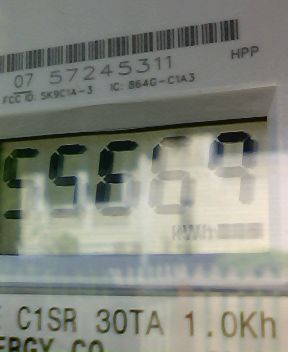 HPP
07 57245311
FCC ID: SK9C1A-3 IC: 864G-C1A3
55669
KWH
C1SR 30TA 1.0Kh
ERGY CO